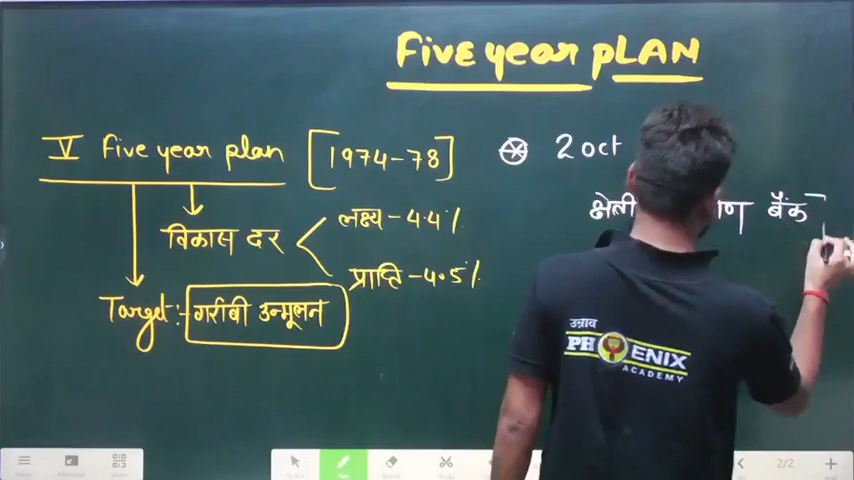 Five year pLAN
V five year plan [1974-78]
2 oct
विकास दर
लक्ष्य - 4.4%
प्राप्ति - 4.5%
Target :- गरीबी उन्मूलन
बैंक
उन्नाव
PHOENIX
ACADEMY
2/2